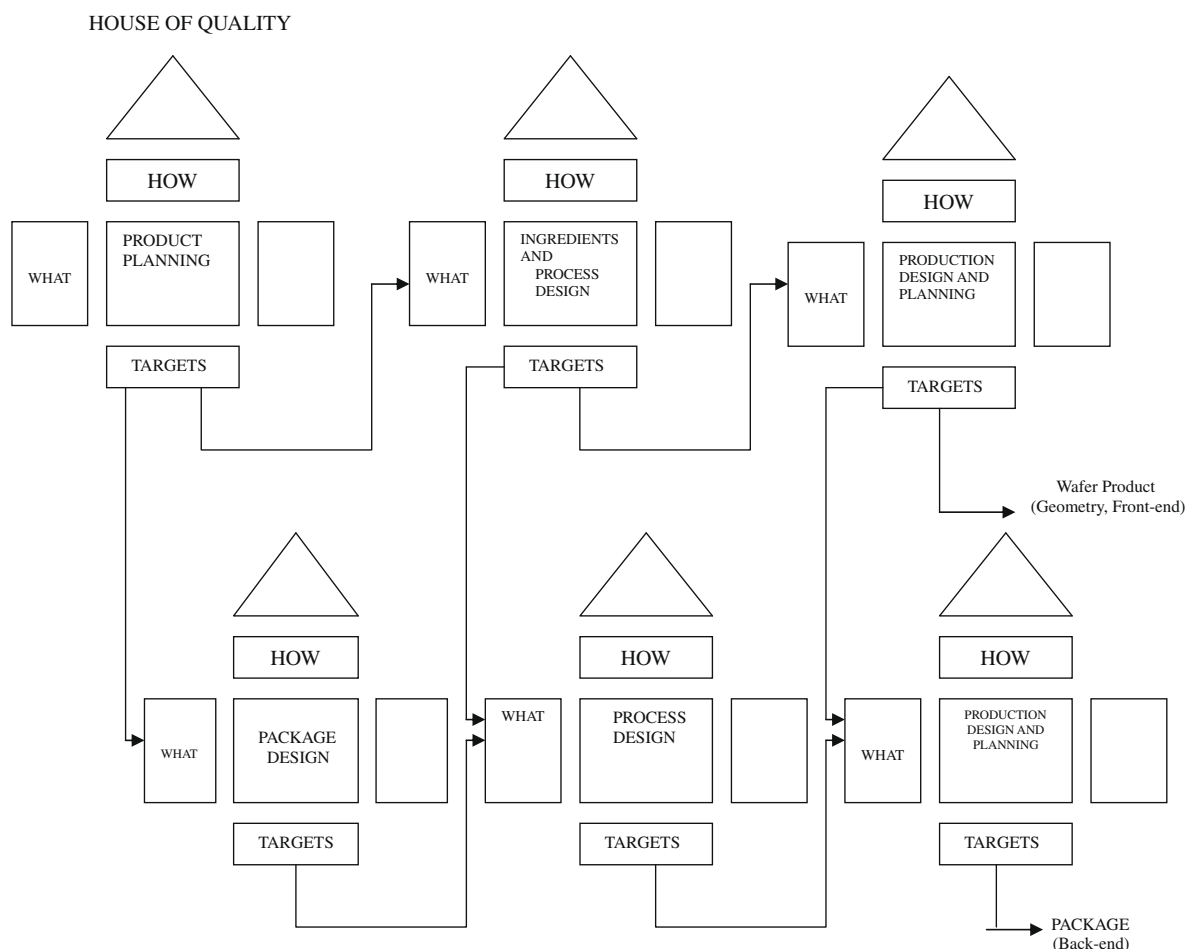 HOUSE OF QUALITY
HOW
WHAT
PRODUCT
PLANNING
TARGETS
HOW
WHAT
INGREDIENTS
AND
PROCESS
DESIGN
TARGETS
HOW
WHAT
PRODUCTION
DESIGN AND
PLANNING
TARGETS
Wafer Product
(Geometry, Front-end)
HOW
WHAT
PACKAGE
DESIGN
TARGETS
HOW
WHAT
PROCESS
DESIGN
TARGETS
HOW
WHAT
PRODUCTION
DESIGN AND
PLANNING
TARGETS
PACKAGE
(Back-end)